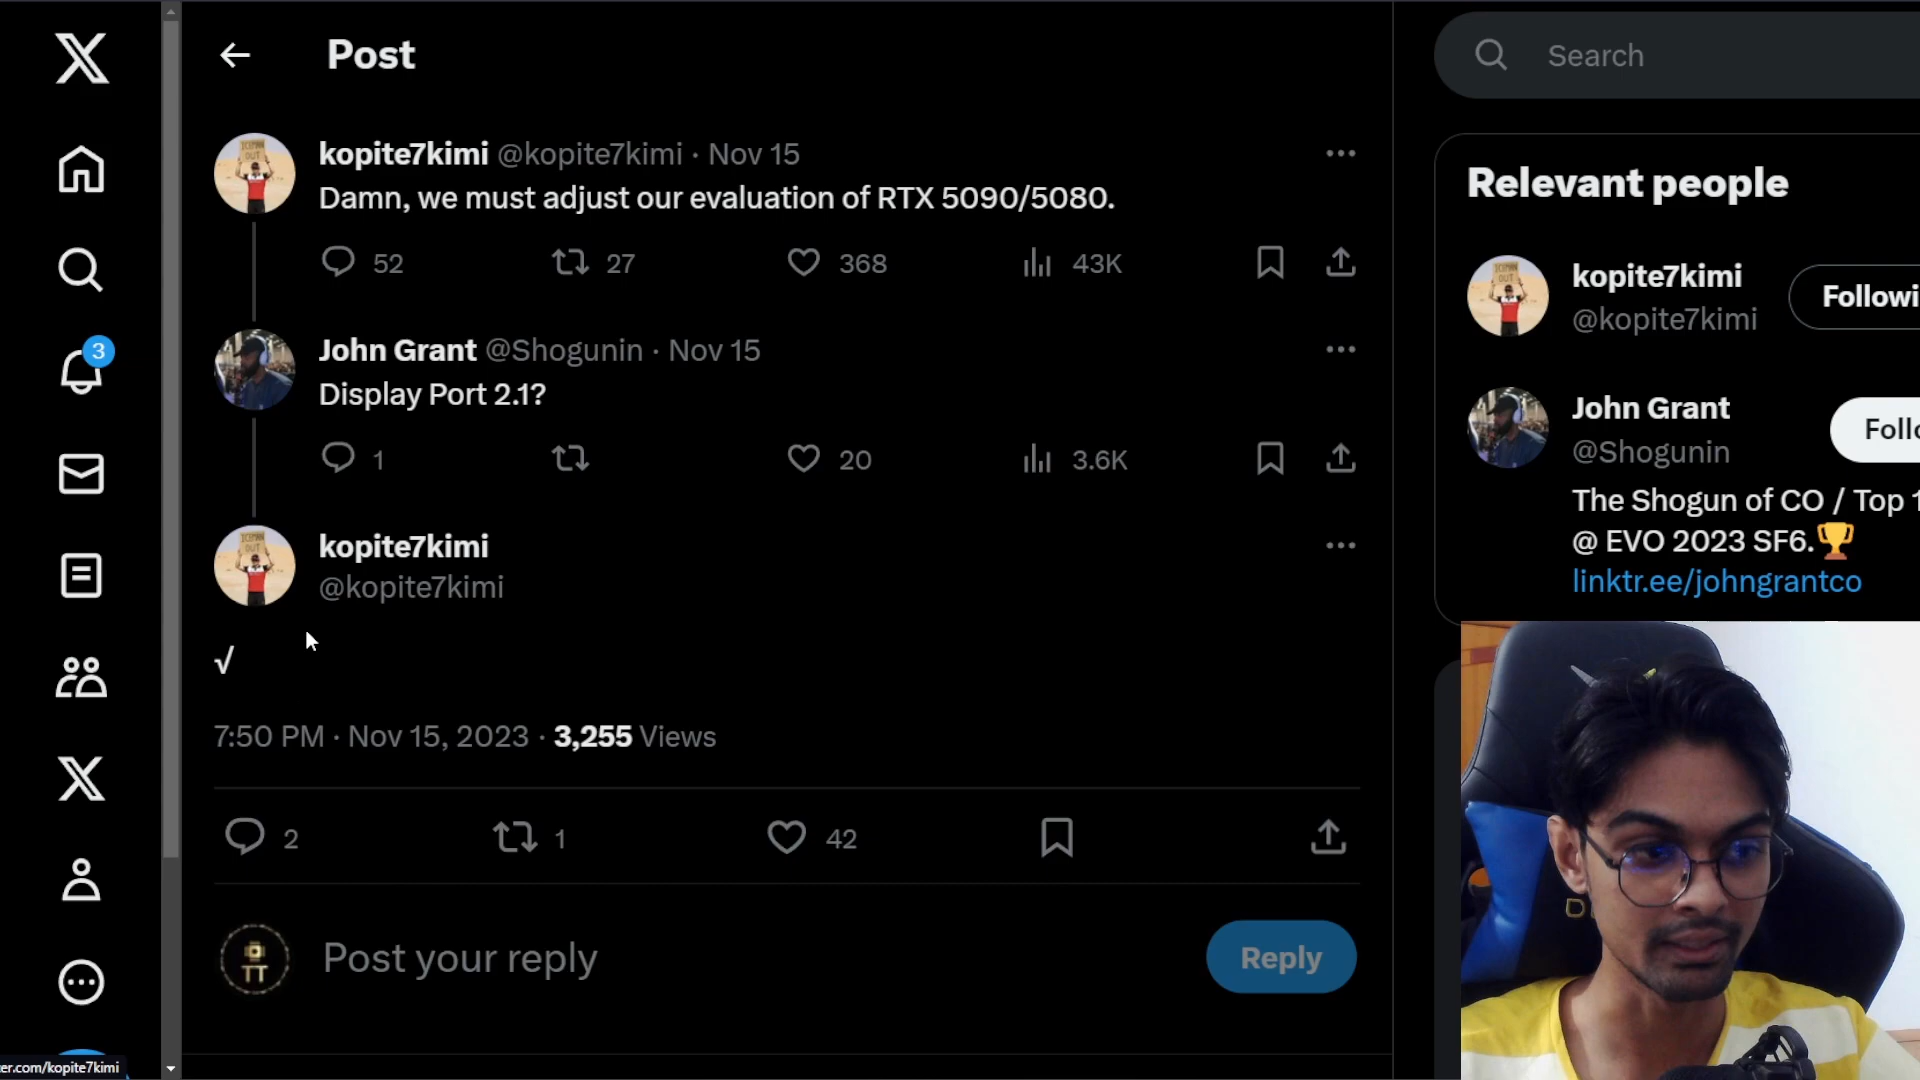 Post
kopite7kimi @kopite7kimi · Nov 15
Damn, we must adjust our evaluation of RTX 5090/5080.
52 27 368 43K
John Grant @Shogunin · Nov 15
Display Port 2.1?
1 20 3.6K
kopite7kimi
@kopite7kimi
√
7:50 PM · Nov 15, 2023 · 3,255 Views
2 1 42
Post your reply
Reply
3
Search
Relevant people
kopite7kimi
@kopite7kimi
Followi
John Grant
@Shogunin
Follo
The Shogun of CO / Top 1
@ EVO 2023 SF6.🏆
linktr.ee/johngrantco
er.com/kopite7kimi